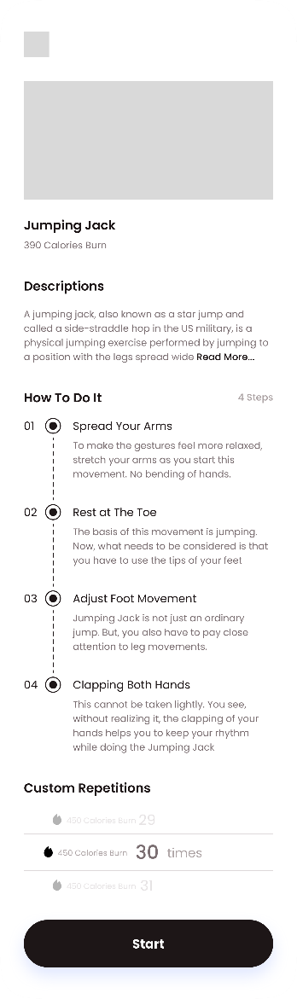 Jumping Jack
390 Calories Burn
Descriptions
A jumping jack, also known as a star jump and
called a side-straddle hop in the US military, is a
physical jumping exercise performed by jumping to
a position with the legs spread wide Read More...
How To Do It 4 Steps
01 Spread Your Arms
To make the gestures feel more relaxed,
stretch your arms as you start this
movement. No bending of hands.
02 Rest at The Toe
The basis of this movement is jumping.
Now, what needs to be considered is that
you have to use the tips of your feet
03 Adjust Foot Movement
Jumping Jack is not just an ordinary
jump. But, you also have to pay close
attention to leg movements.
04 Clapping Both Hands
This cannot be taken lightly. You see,
without realizing it, the clapping of your
hands helps you to keep your rhythm
while doing the Jumping Jack
Custom Repetitions
450 Calories Burn 29
450 Calories Burn 30 times
450 Calories Burn 31
Start